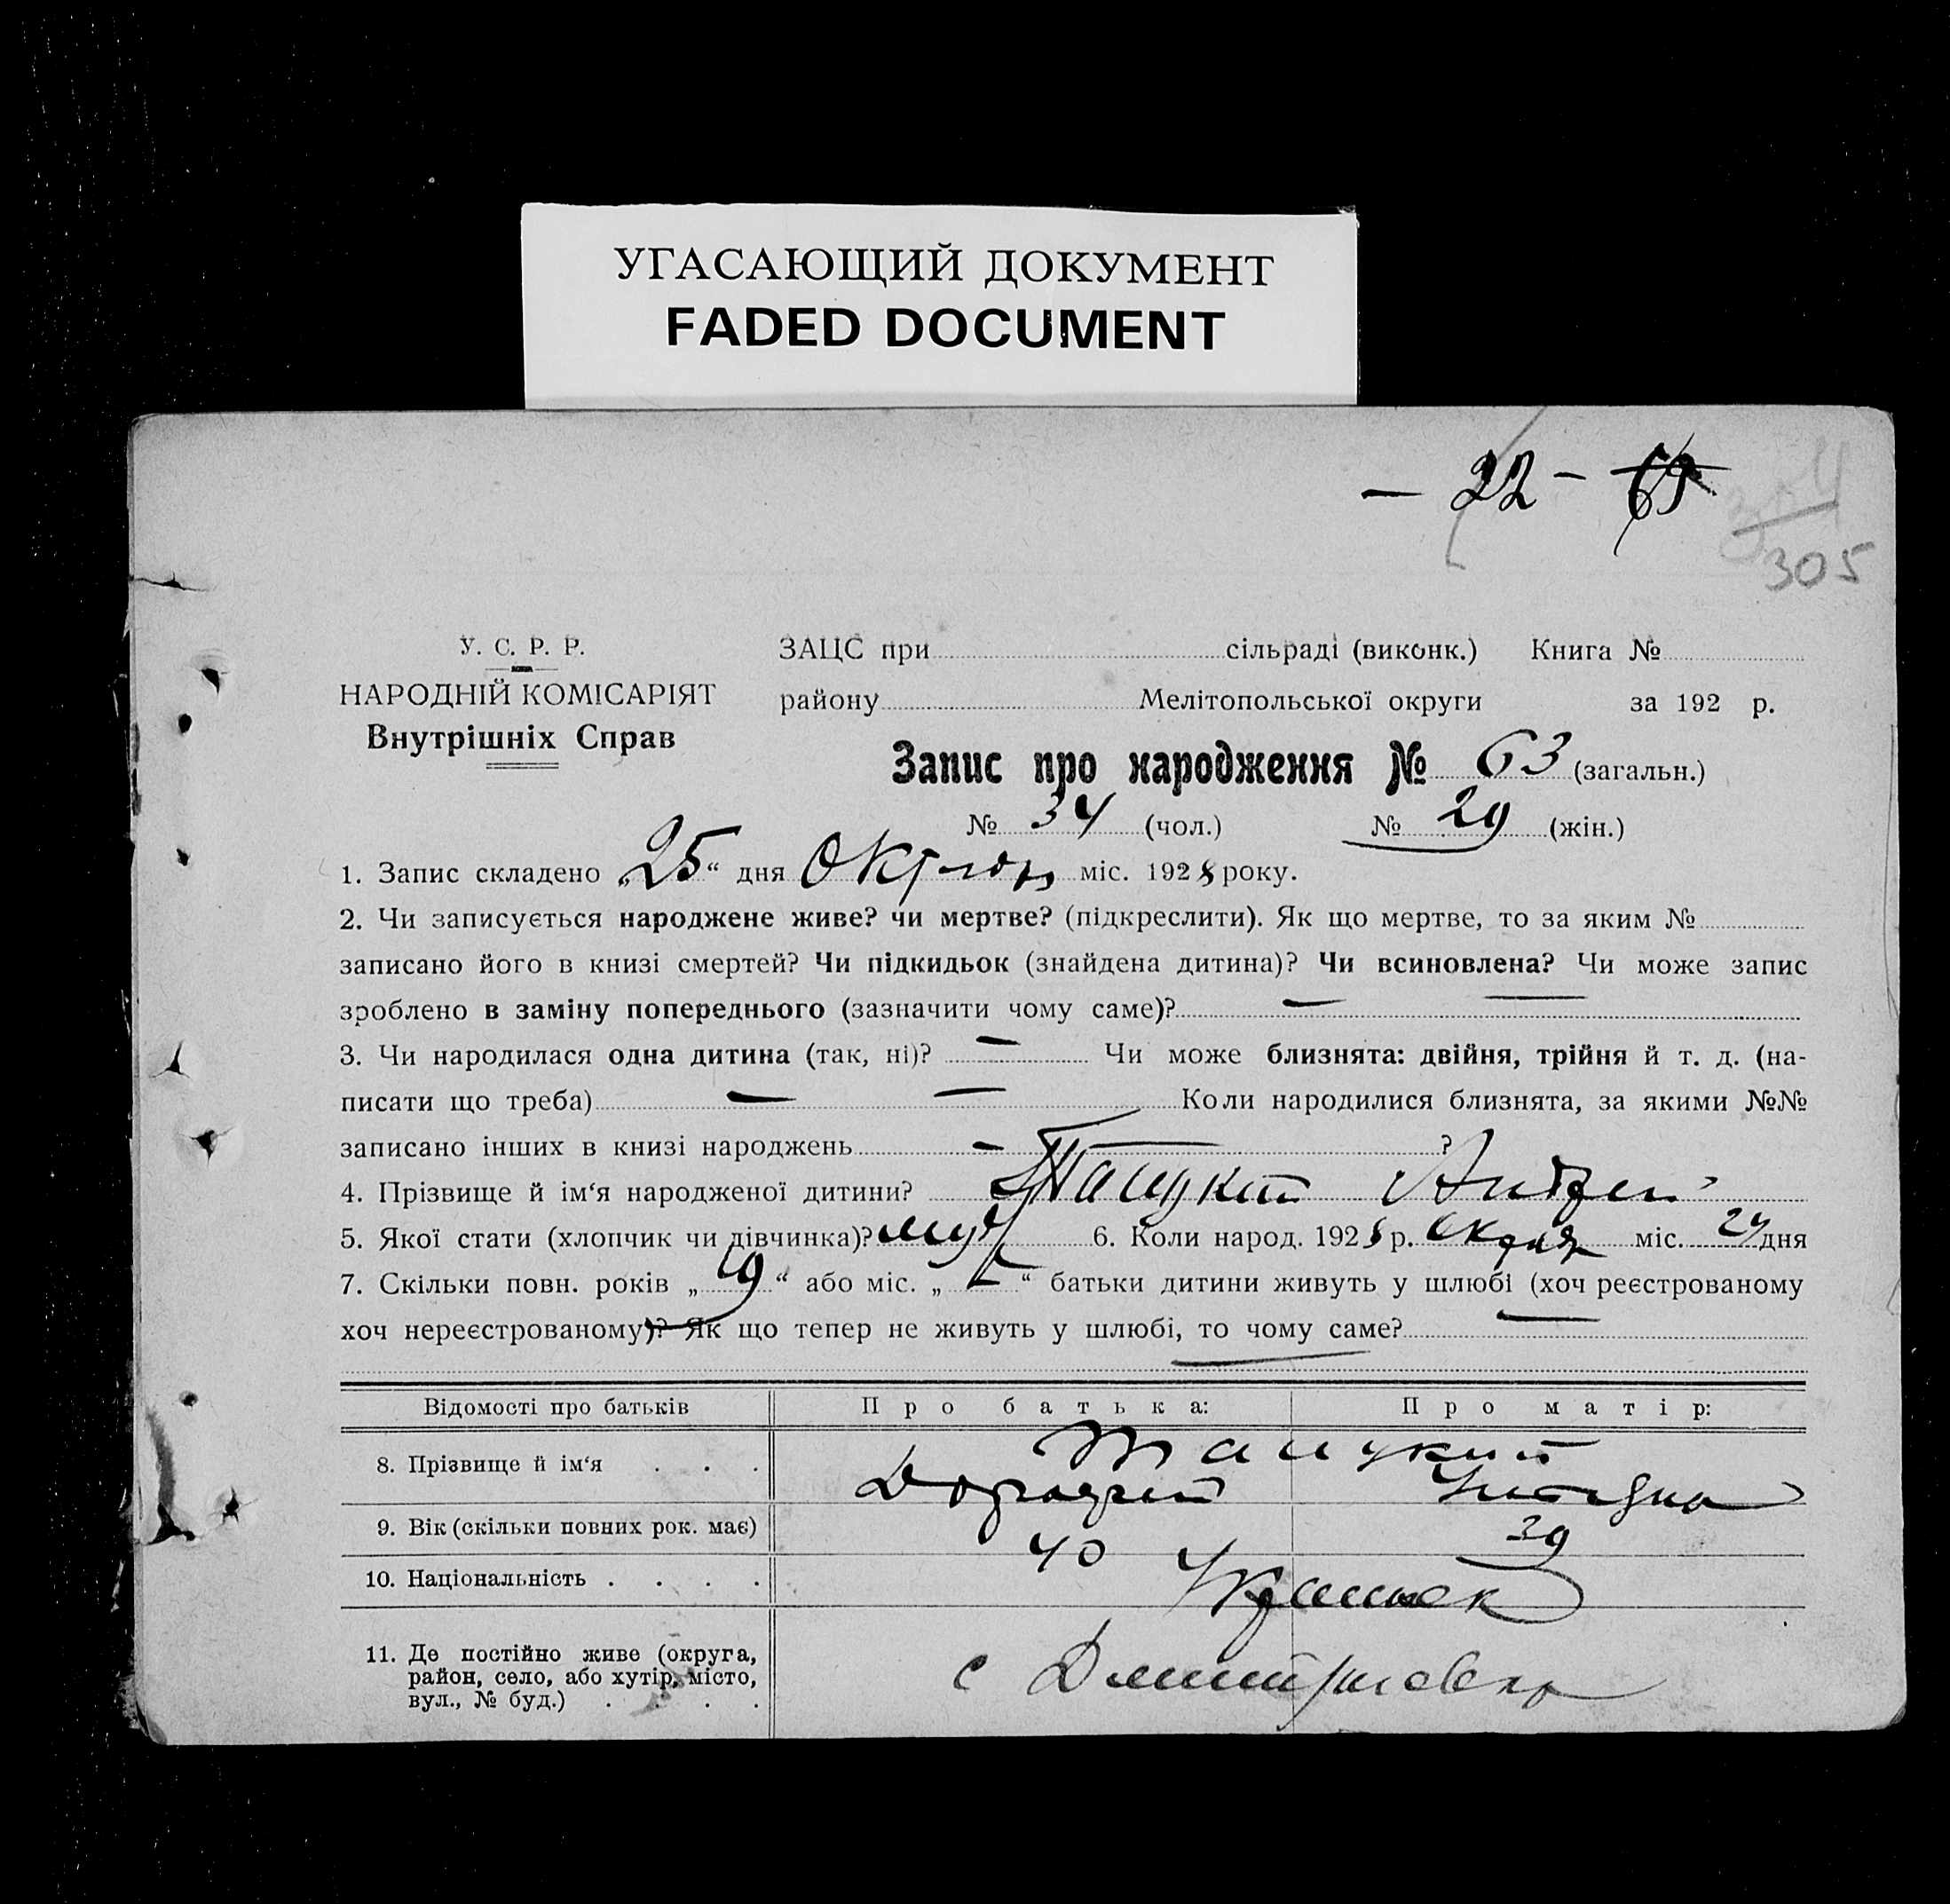 УГАСАЮЩИЙ ДОКУМЕНТ
FADED DOCUMENT
— 22 — 63
305
У. С. Р. Р.
НАРОДНІЙ КОМІСАРІЯТ
Внутрішніх Справ
ЗАЦС при сільраді (виконк.) Книга №
району Мелітопольської округи за 192 р.
Запис про народження № 63 (загальн.)
№ 34 (чол.) № 29 (жін.)
1. Запис складено „25“ дня міс. 1928 року.
2. Чи записується народжене живе? чи мертве? (підкреслити). Як що мертве, то за яким №
записано його в книзі смертей? Чи підкидьок (знайдена дитина)? Чи всиновлена? Чи може запис
зроблено в заміну попереднього (зазначити чому саме)? —
3. Чи народилася одна дитина (так, ні)? — Чи може близнята: двійня, трійня й т. д. (на-
писати що треба) — — Коли народилися близнята, за якими №№
записано інших в книзі народжень — ?
4. Прізвище й ім‘я народженої дитини? Андрей
5. Якої стати (хлопчик чи дівчинка)? муж 6. Коли народ. 1928 р. міс. 24 дня
7. Скільки повн. років „19“ або міс. „ “ батьки дитини живуть у шлюбі (хоч реєстрованому
хоч нереєстрованому)? Як що тепер не живуть у шлюбі, то чому саме?
Відомості про батьків Про батька: Про матір:
8. Прізвище й ім‘я . . .
9. Вік (скільки повних рок. має) 40 39
10. Національність . . . .
11. Де постійно живе (округа,
район, село, або хутір, місто,
вул., № буд.) . . . .
с Дмитровка